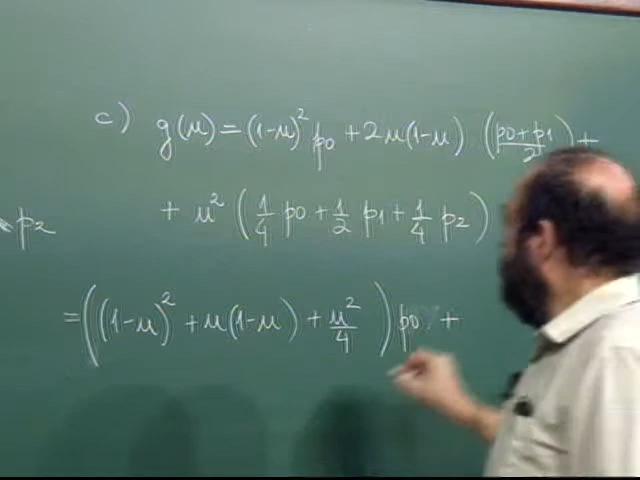 c) g(u) = (1-u)² p0 + 2u(1-u) ((p0+p1)/2) +
+ u² (1/4 p0 + 1/2 p1 + 1/4 p2)
p2
= ((1-u)² + u(1-u) + u²/4) p0 +